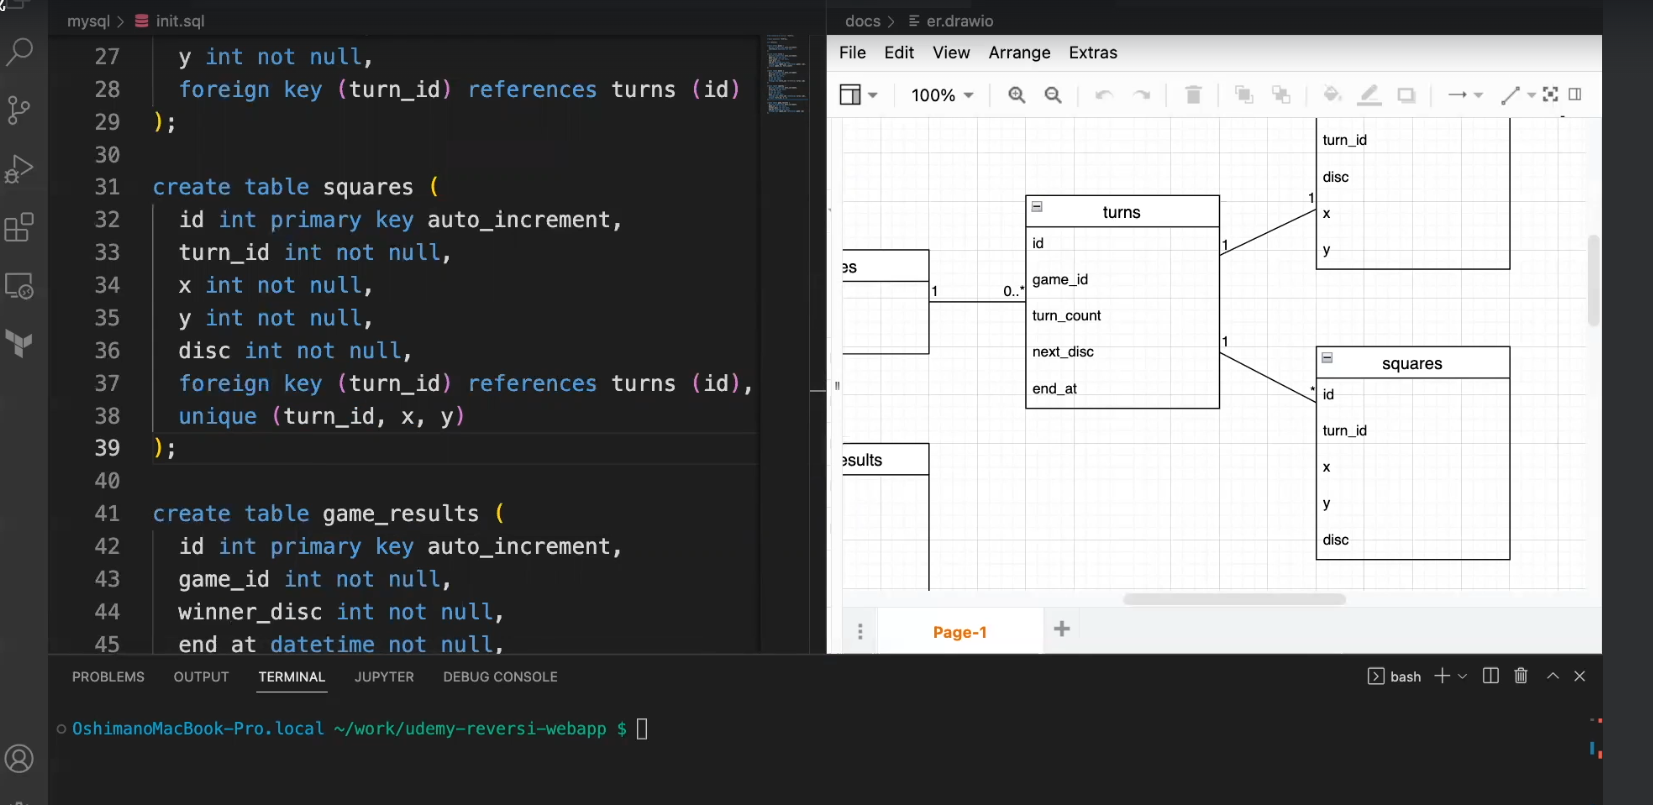 mysql > init.sql
27 y int not null,
28 foreign key (turn_id) references turns (id)
29 );
30
31 create table squares (
32 id int primary key auto_increment,
33 turn_id int not null,
34 x int not null,
35 y int not null,
36 disc int not null,
37 foreign key (turn_id) references turns (id),
38 unique (turn_id, x, y)
39 );
40
41 create table game_results (
42 id int primary key auto_increment,
43 game_id int not null,
44 winner_disc int not null,
45 end_at datetime not null,
docs > er.drawio
File Edit View Arrange Extras
100%
turn_id
disc
x
y
1
1
turns
id
game_id
turn_count
next_disc
end_at
es
1 0..*
1
*
squares
id
turn_id
x
y
disc
esults
Page-1
PROBLEMS OUTPUT TERMINAL JUPYTER DEBUG CONSOLE
bash
OshimanoMacBook-Pro.local ~/work/udemy-reversi-webapp $